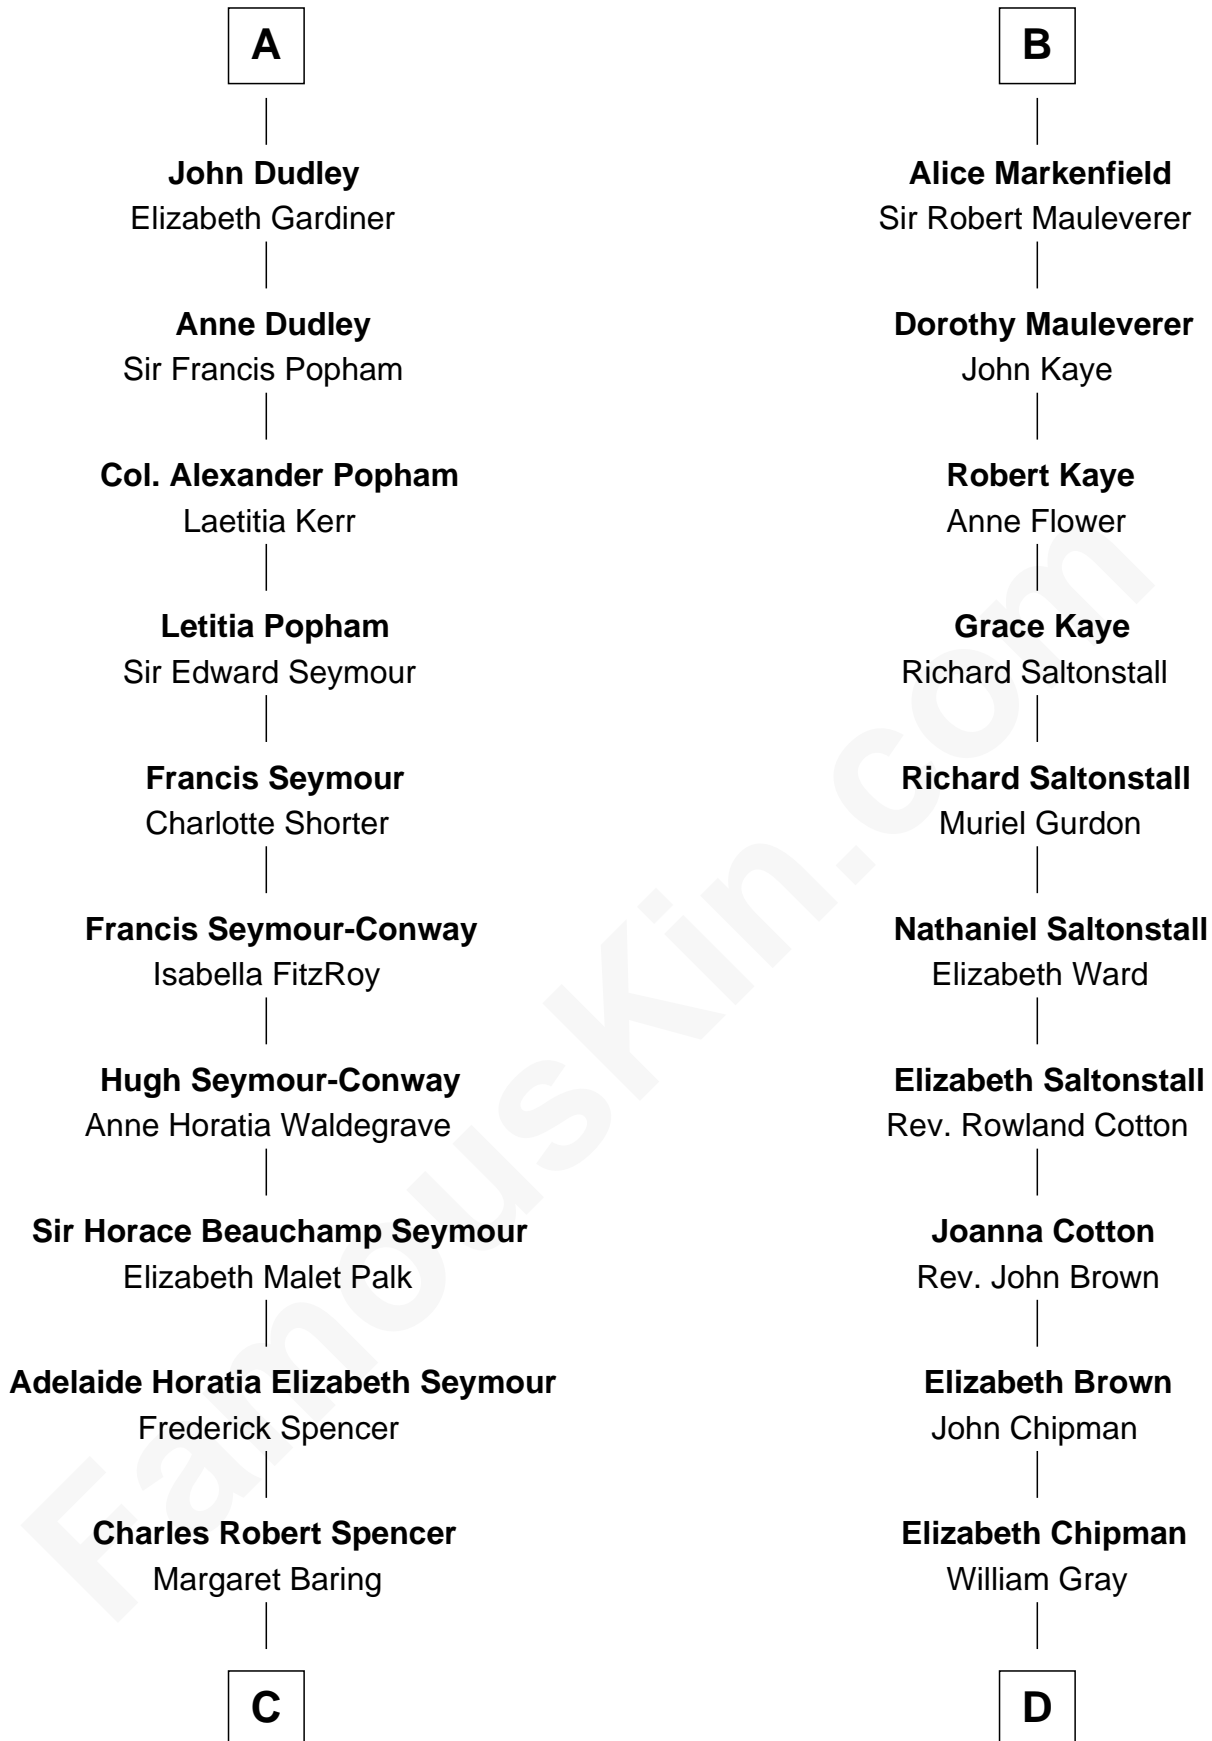 A
John Dudley
Elizabeth Gardiner
Anne Dudley
Sir Francis Popham
Col. Alexander Popham
Laetitia Kerr
Letitia Popham
Sir Edward Seymour
Francis Seymour
Charlotte Shorter
Francis Seymour-Conway
Isabella FitzRoy
Hugh Seymour-Conway
Anne Horatia Waldegrave
Sir Horace Beauchamp Seymour
Elizabeth Malet Palk
Adelaide Horatia Elizabeth Seymour
Frederick Spencer
Charles Robert Spencer
Margaret Baring
C
B
Alice Markenfield
Sir Robert Mauleverer
Dorothy Mauleverer
John Kaye
Robert Kaye
Anne Flower
Grace Kaye
Richard Saltonstall
Richard Saltonstall
Muriel Gurdon
Nathaniel Saltonstall
Elizabeth Ward
Elizabeth Saltonstall
Rev. Rowland Cotton
Joanna Cotton
Rev. John Brown
Elizabeth Brown
John Chipman
Elizabeth Chipman
William Gray
D
FamousKin.com